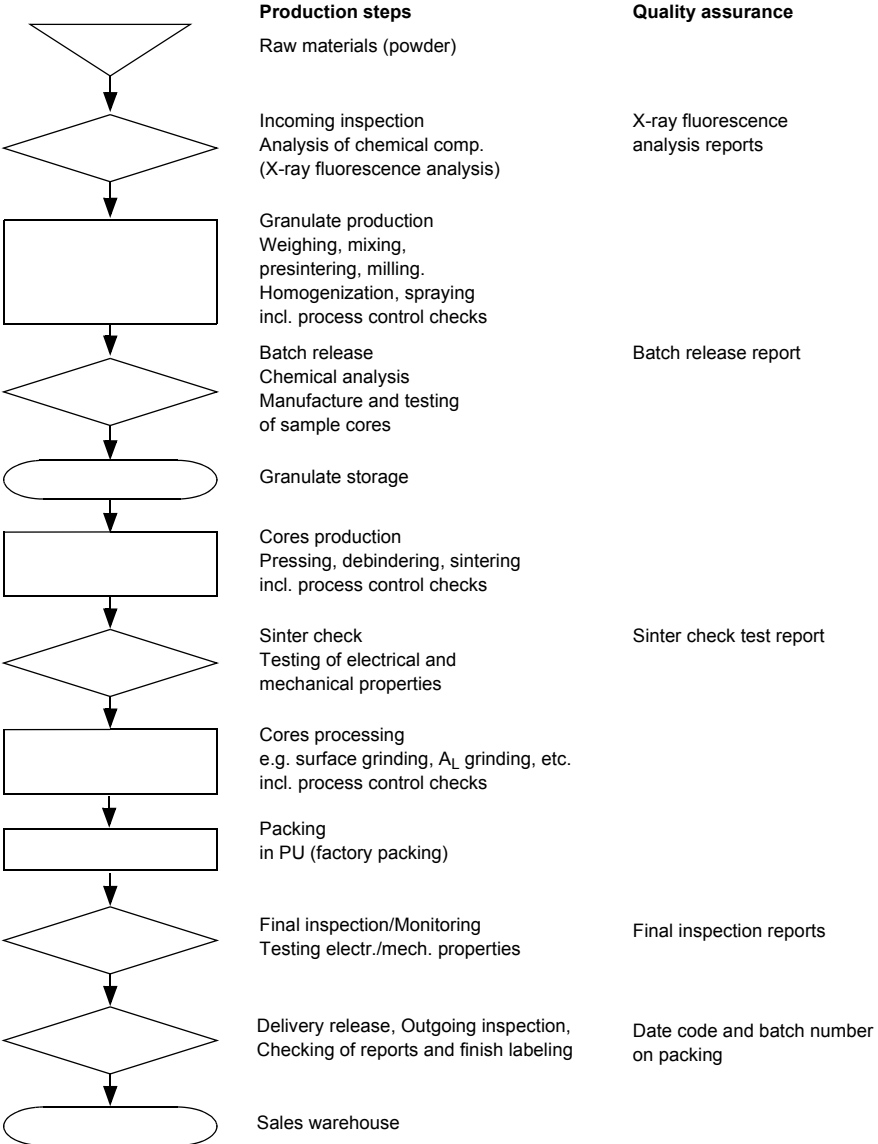 Production steps
Quality assurance
Raw materials (powder)
Incoming inspection
X-ray fluorescence
Analysis of chemical comp.
analysis reports
(X-ray fluorescence analysis)
Granulate production
Weighing, mixing,
presintering, milling.
Homogenization, spraying
incl. process control checks
Batch release
Batch release report
Chemical analysis
Manufacture and testing
of sample cores
Granulate storage
Cores production
Pressing, debindering, sintering
incl. process control checks
Sinter check
Sinter check test report
Testing of electrical and
mechanical properties
Cores processing
e.g. surface grinding, AL grinding, etc.
incl. process control checks
Packing
in PU (factory packing)
Final inspection/Monitoring
Final inspection reports
Testing electr./mech. properties
Delivery release, Outgoing inspection,
Date code and batch number
Checking of reports and finish labeling
on packing
Sales warehouse